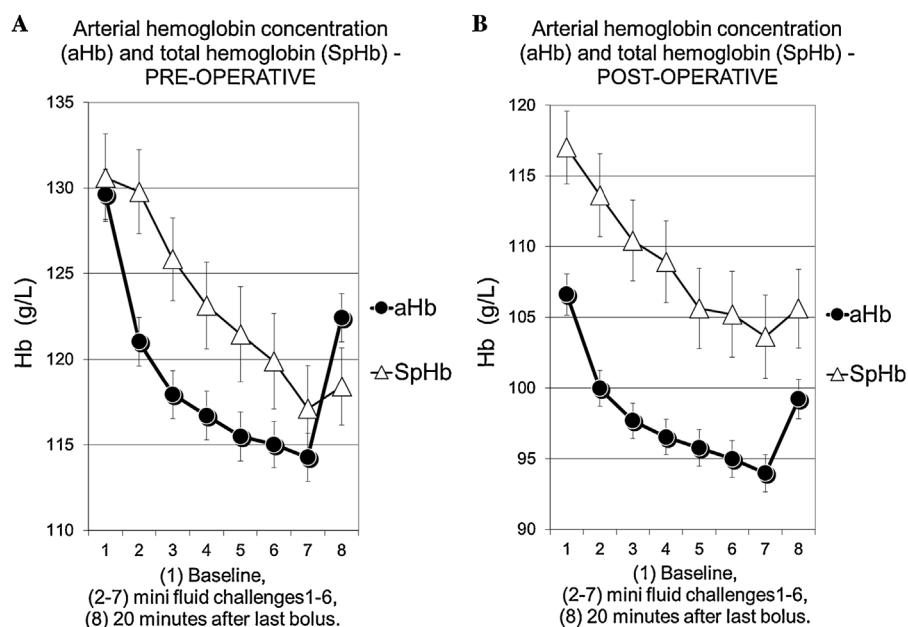 A
Arterial hemoglobin concentration
(aHb) and total hemoglobin (SpHb) -
PRE-OPERATIVE
135
130
125
120
115
110
Hb (g/L)
1 2 3 4 5 6 7 8
(1) Baseline,
(2-7) mini fluid challenges1-6,
(8) 20 minutes after last bolus.
aHb
SpHb
B
Arterial hemoglobin concentration
(aHb) and total hemoglobin (SpHb) -
POST-OPERATIVE
120
115
110
105
100
95
90
Hb (g/L)
1 2 3 4 5 6 7 8
(1) Baseline,
(2-7) mini fluid challenges1-6,
(8) 20 minutes after last bolus.
aHb
SpHb